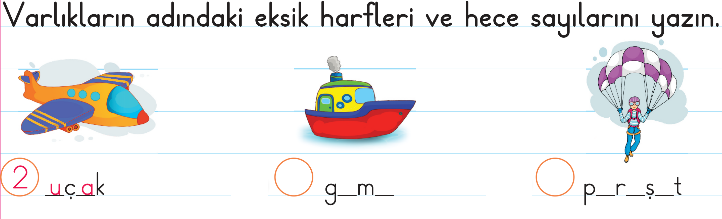 Varlıkların adındaki eksik harfleri ve hece sayılarını yazın.
2 uçak g_m_ p_r_ş_t